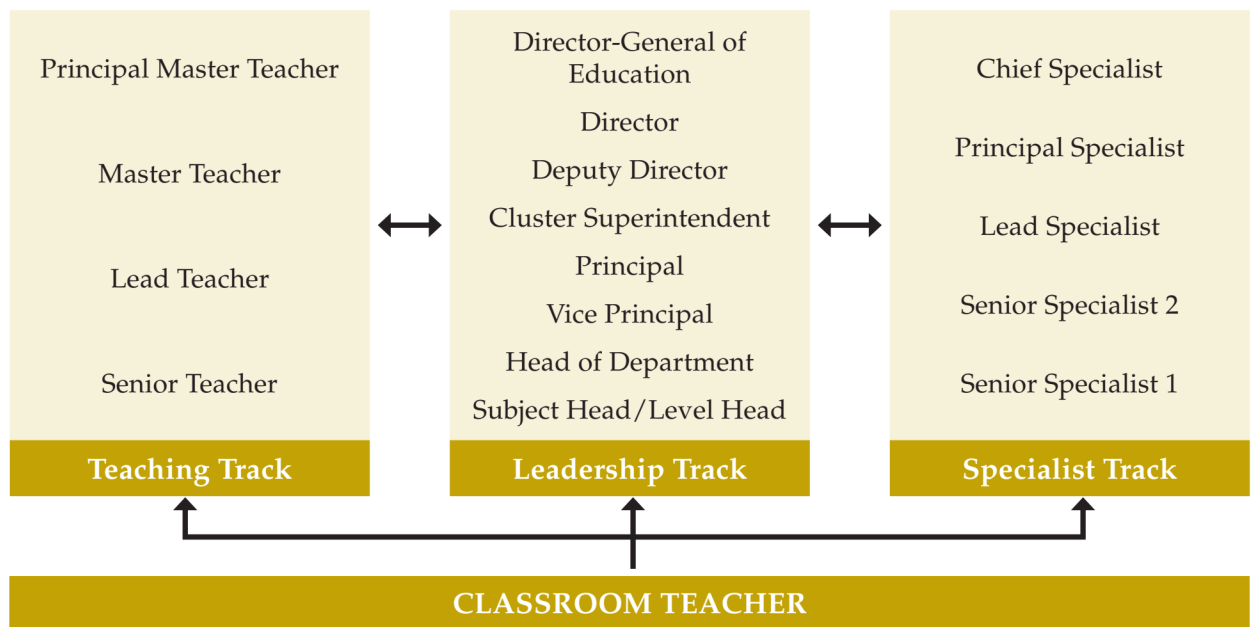 Principal Master Teacher
Master Teacher
Lead Teacher
Senior Teacher
Teaching Track
Director-General of
Education
Director
Deputy Director
Cluster Superintendent
Principal
Vice Principal
Head of Department
Subject Head/Level Head
Leadership Track
Chief Specialist
Principal Specialist
Lead Specialist
Senior Specialist 2
Senior Specialist 1
Specialist Track
CLASSROOM TEACHER